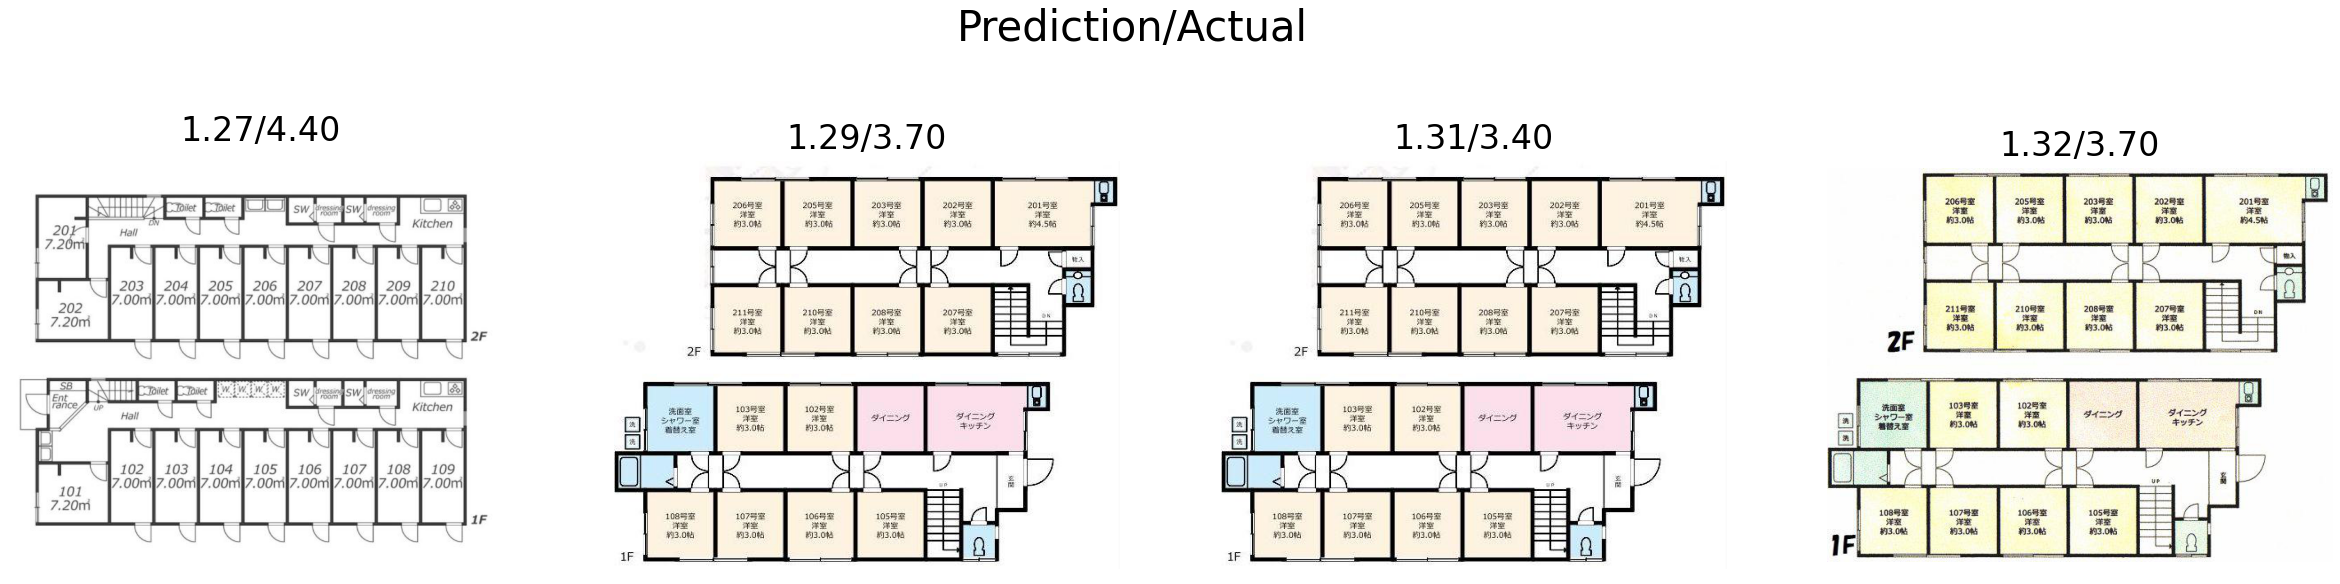 Prediction/Actual
1.27/4.40
201
7.20㎡
202
7.20㎡
Hall
DN
Toilet
Toilet
SW
dressing room
SW
dressing room
Kitchen
203
7.00㎡
204
7.00㎡
205
7.00㎡
206
7.00㎡
207
7.00㎡
208
7.00㎡
209
7.00㎡
210
7.00㎡
2F
SB
Ent
rance
UP
Hall
Toilet
Toilet
W.
W.
W.
W.
SW
dressing room
SW
dressing room
Kitchen
101
7.20㎡
102
7.00㎡
103
7.00㎡
104
7.00㎡
105
7.00㎡
106
7.00㎡
107
7.00㎡
108
7.00㎡
109
7.00㎡
1F
1.29/3.70
206号室
洋室
約3.0帖
205号室
洋室
約3.0帖
203号室
洋室
約3.0帖
202号室
洋室
約3.0帖
201号室
洋室
約4.5帖
物入
211号室
洋室
約3.0帖
210号室
洋室
約3.0帖
208号室
洋室
約3.0帖
207号室
洋室
約3.0帖
DN
2F
洗面室
シャワー室
着替え室
洗
洗
103号室
洋室
約3.0帖
102号室
洋室
約3.0帖
ダイニング
ダイニング
キッチン
玄関
UP
108号室
洋室
約3.0帖
107号室
洋室
約3.0帖
106号室
洋室
約3.0帖
105号室
洋室
約3.0帖
1F
1.31/3.40
206号室
洋室
約3.0帖
205号室
洋室
約3.0帖
203号室
洋室
約3.0帖
202号室
洋室
約3.0帖
201号室
洋室
約4.5帖
物入
211号室
洋室
約3.0帖
210号室
洋室
約3.0帖
208号室
洋室
約3.0帖
207号室
洋室
約3.0帖
DN
2F
洗面室
シャワー室
着替え室
洗
洗
103号室
洋室
約3.0帖
102号室
洋室
約3.0帖
ダイニング
ダイニング
キッチン
玄関
UP
108号室
洋室
約3.0帖
107号室
洋室
約3.0帖
106号室
洋室
約3.0帖
105号室
洋室
約3.0帖
1F
1.32/3.70
206号室
洋室
約3.0帖
205号室
洋室
約3.0帖
203号室
洋室
約3.0帖
202号室
洋室
約3.0帖
201号室
洋室
約4.5帖
物入
211号室
洋室
約3.0帖
210号室
洋室
約3.0帖
208号室
洋室
約3.0帖
207号室
洋室
約3.0帖
DN
2F
洗面室
シャワー室
着替え室
洗
洗
103号室
洋室
約3.0帖
102号室
洋室
約3.0帖
ダイニング
ダイニング
キッチン
玄関
UP
108号室
洋室
約3.0帖
107号室
洋室
約3.0帖
106号室
洋室
約3.0帖
105号室
洋室
約3.0帖
1F